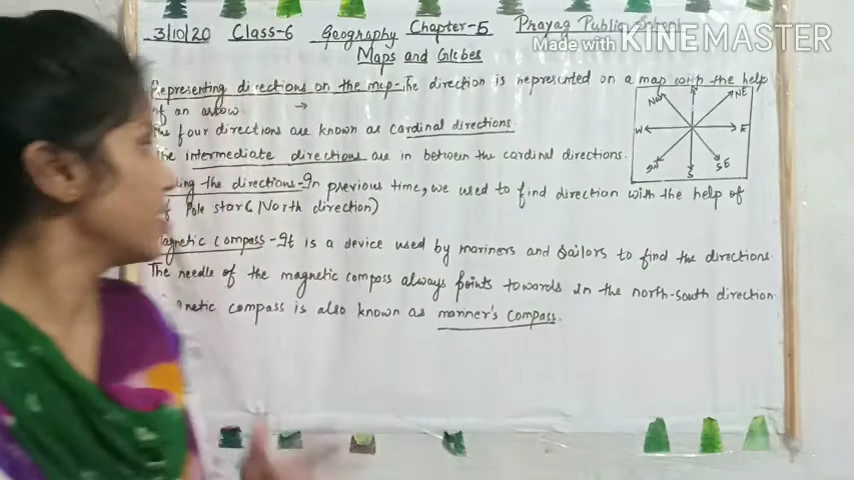 3/10/20 Class-6 Geography Chapter-5 Prayag Public School
Made with KINEMASTER
Maps and Globes
Representing directions on the map- The direction is represented on a map with the help
of an arrow. →
The four directions are known as cardinal directions
The intermediate directions are in between the cardinal directions.
the directions- In previous time, we used to find direction with the help of
Pole star (North direction)
Magnetic compass - It is a device used by mariners and sailors to find the directions.
The needle of the magnetic compass always points towards in the north-south direction.
compass is also known as mariner's compass.
NW N NE
W E
SW S SE